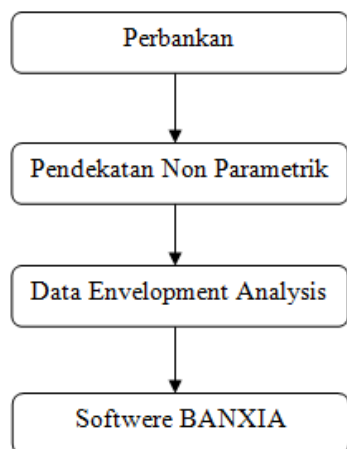 Perbankan
Pendekatan Non Parametrik
Data Envelopment Analysis
Softwere BANXIA